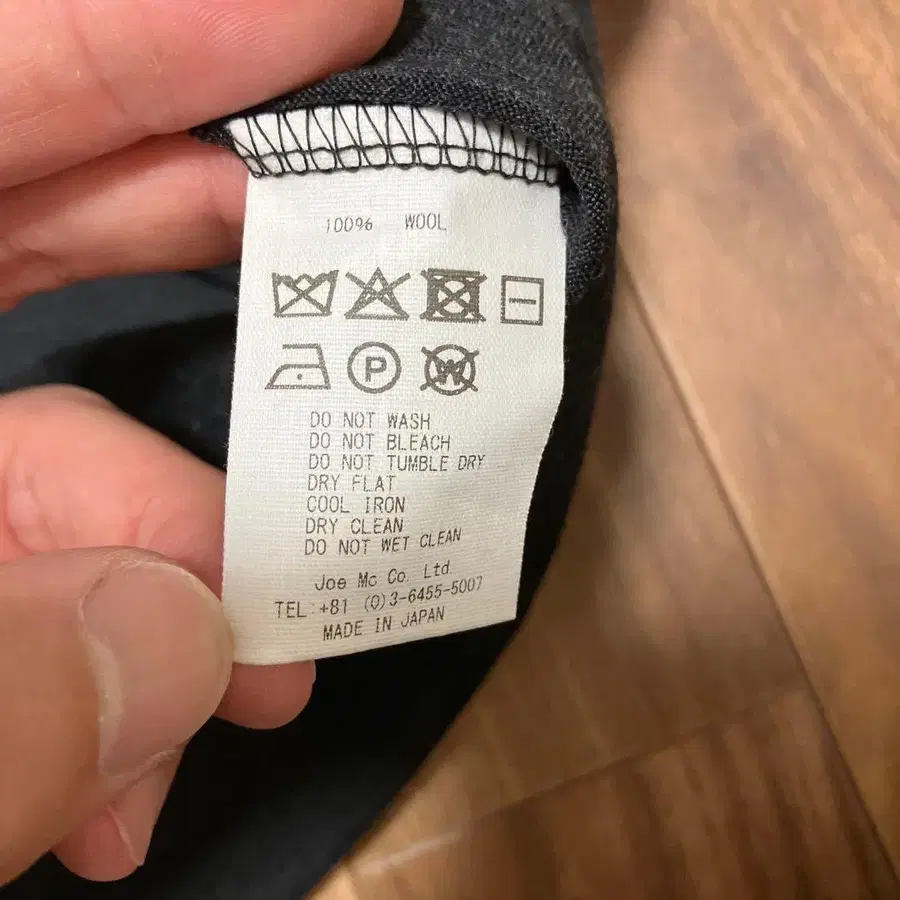 100% WOOL
P W
DO NOT WASH
DO NOT BLEACH
DO NOT TUMBLE DRY
DRY FLAT
COOL IRON
DRY CLEAN
DO NOT WET CLEAN
Joe Mc Co. Ltd
TEL:+81 (0)3-6455-5007
MADE IN JAPAN